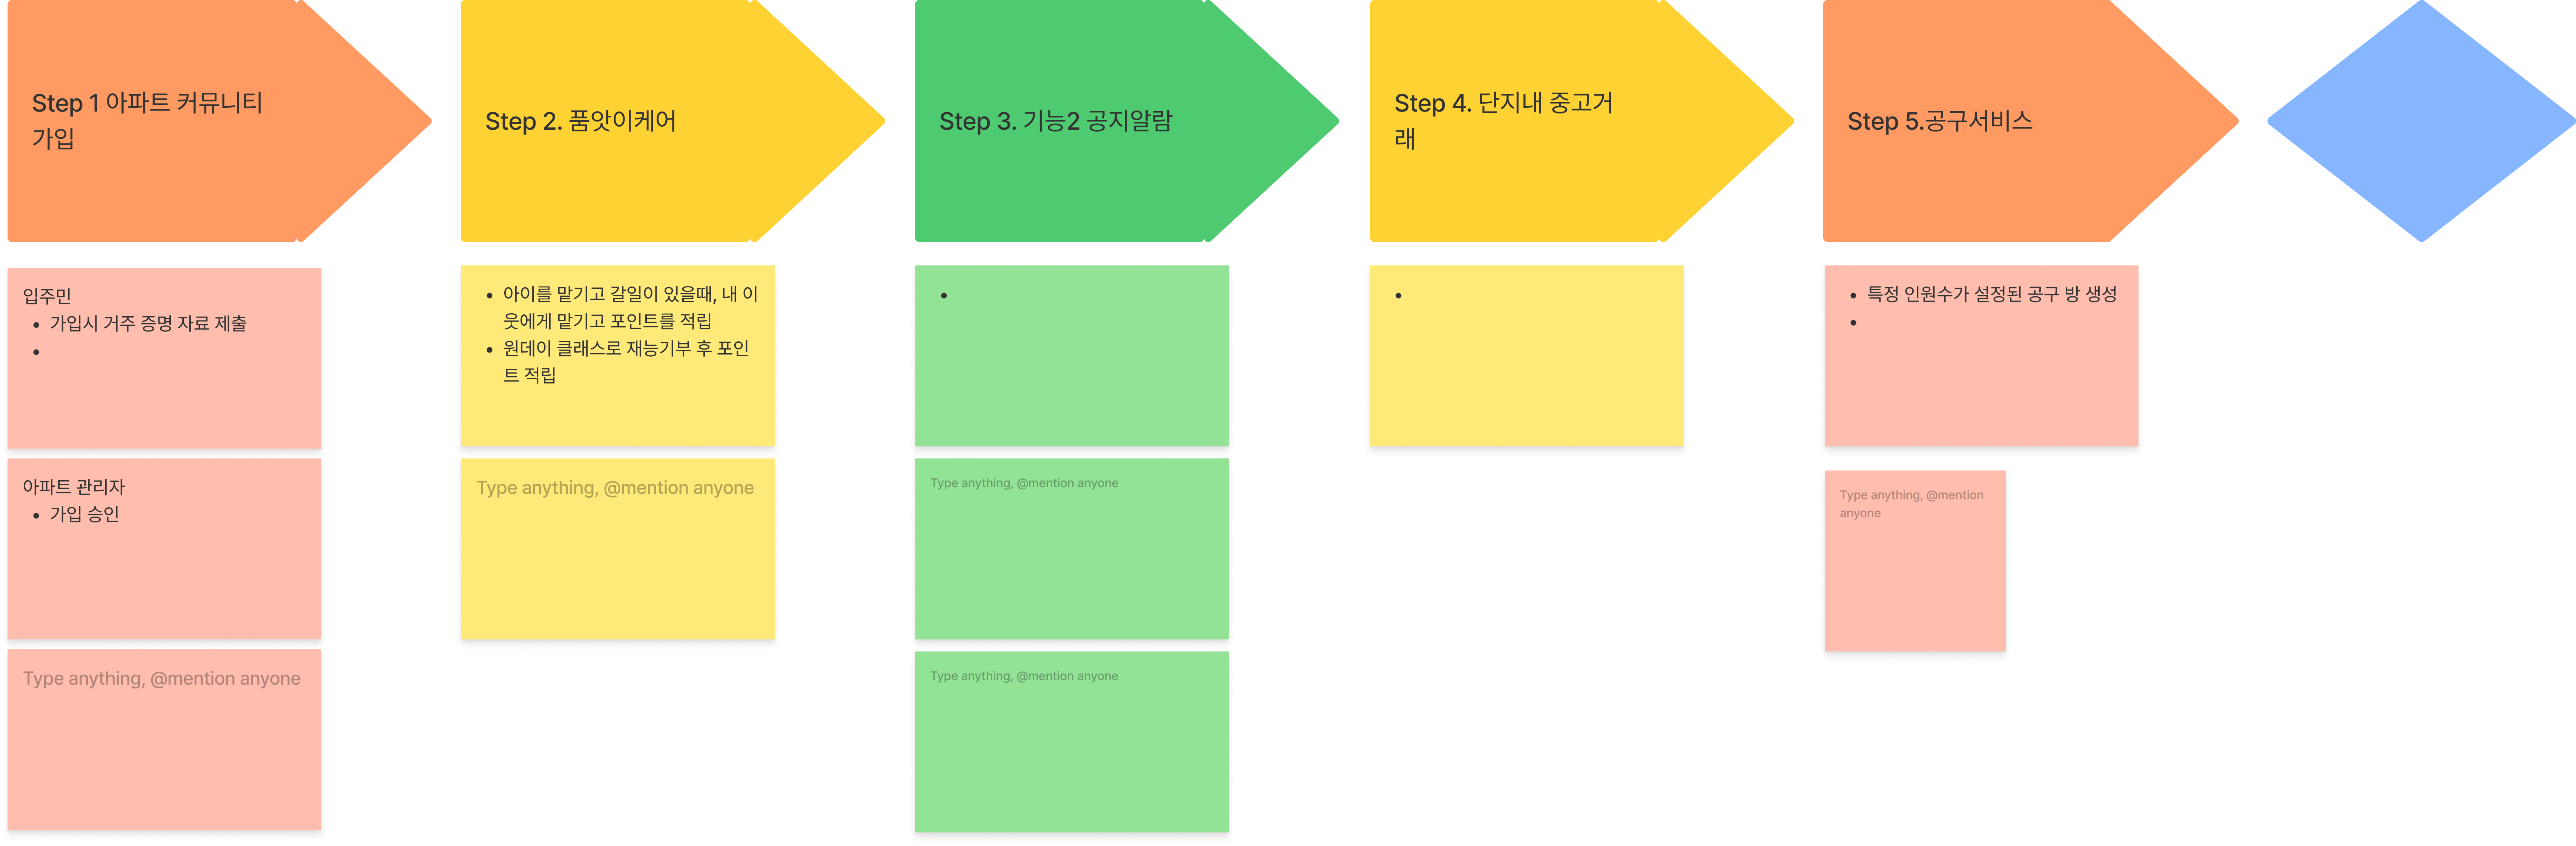 Step 1 아파트 커뮤니티
가입
Step 2. 품앗이케어
Step 3. 기능2 공지알람
Step 4. 단지내 중고거
래
Step 5.공구서비스
입주민
• 가입시 거주 증명 자료 제출
•
아파트 관리자
• 가입 승인
Type anything, @mention anyone
• 아이를 맡기고 갈일이 있을때, 내 이
웃에게 맡기고 포인트를 적립
• 원데이 클래스로 재능기부 후 포인
트 적립
Type anything, @mention anyone
•
Type anything, @mention anyone
Type anything, @mention anyone
•
• 특정 인원수가 설정된 공구 방 생성
•
Type anything, @mention
anyone